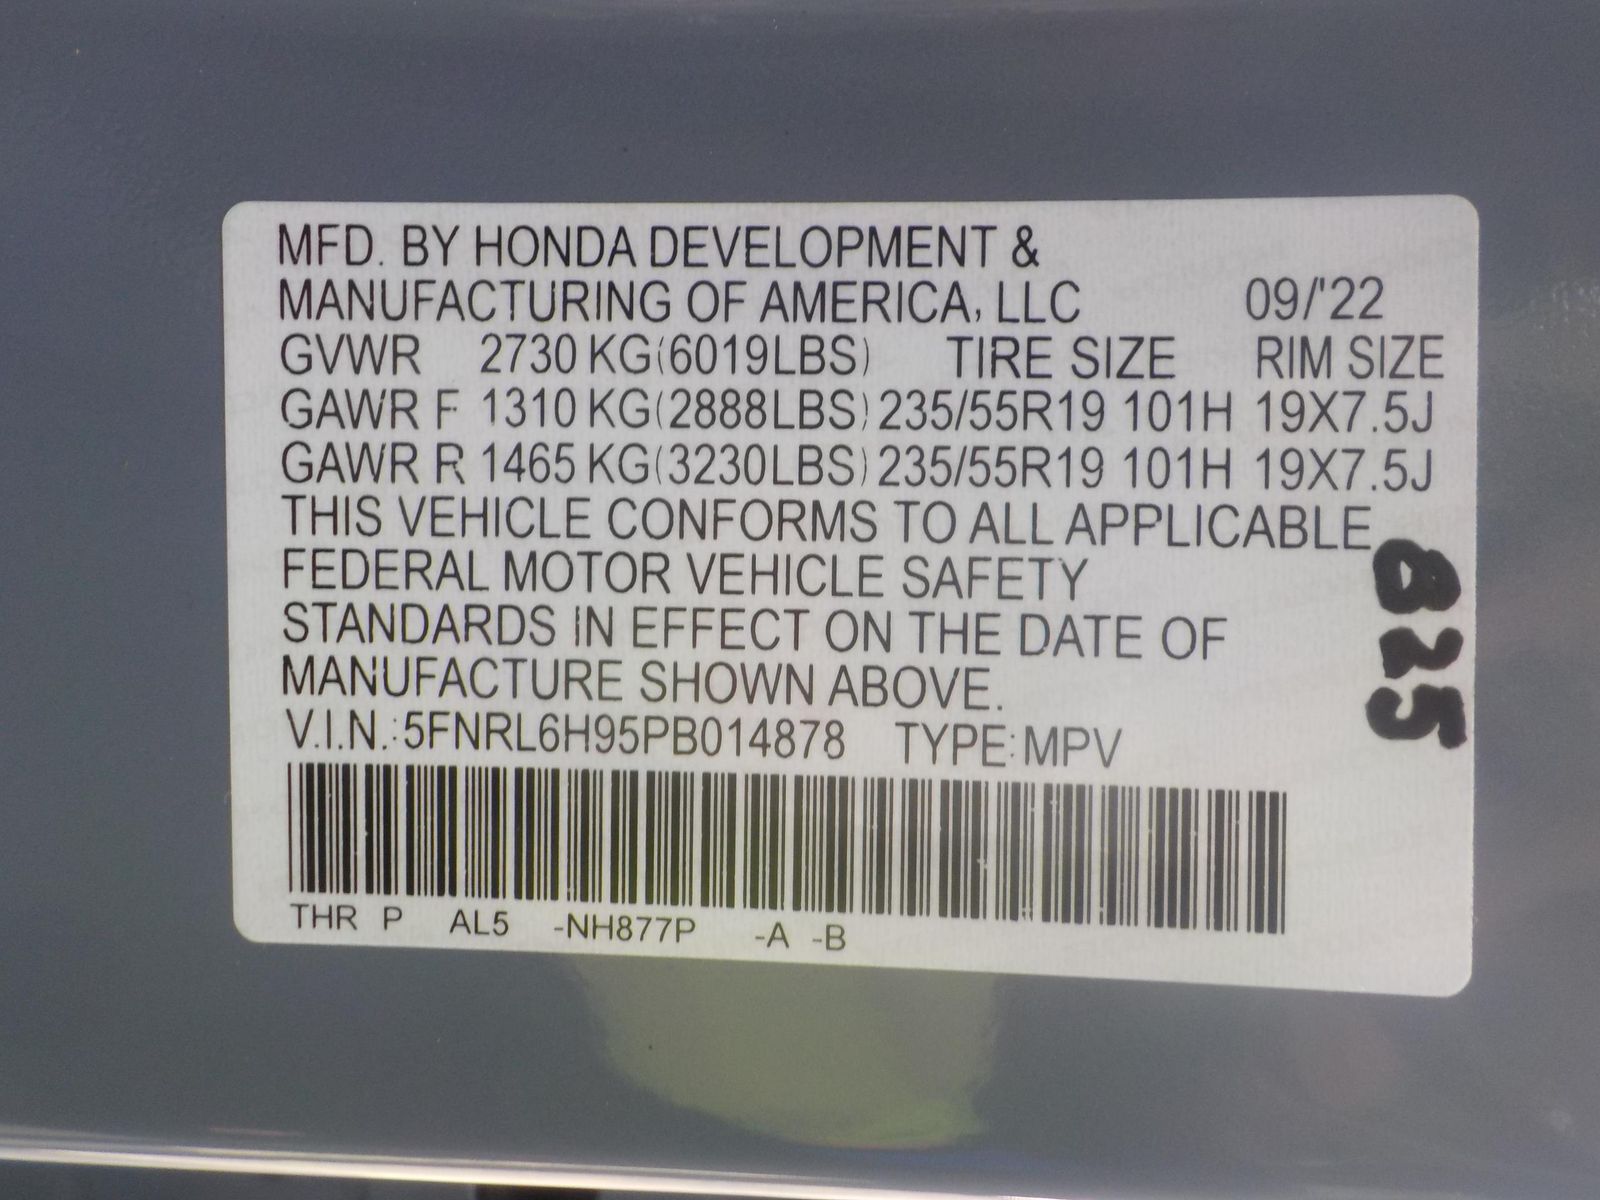 MFD. BY HONDA DEVELOPMENT &
MANUFACTURING OF AMERICA, LLC 09/'22
GVWR 2730 KG(6019LBS) TIRE SIZE RIM SIZE
GAWR F 1310 KG(2888LBS) 235/55R19 101H 19X7.5J
GAWR R 1465 KG(3230LBS) 235/55R19 101H 19X7.5J
THIS VEHICLE CONFORMS TO ALL APPLICABLE
FEDERAL MOTOR VEHICLE SAFETY
STANDARDS IN EFFECT ON THE DATE OF
MANUFACTURE SHOWN ABOVE.
V.I.N.:5FNRL6H95PB014878 TYPE:MPV
THR P AL5 -NH877P -A -B
825